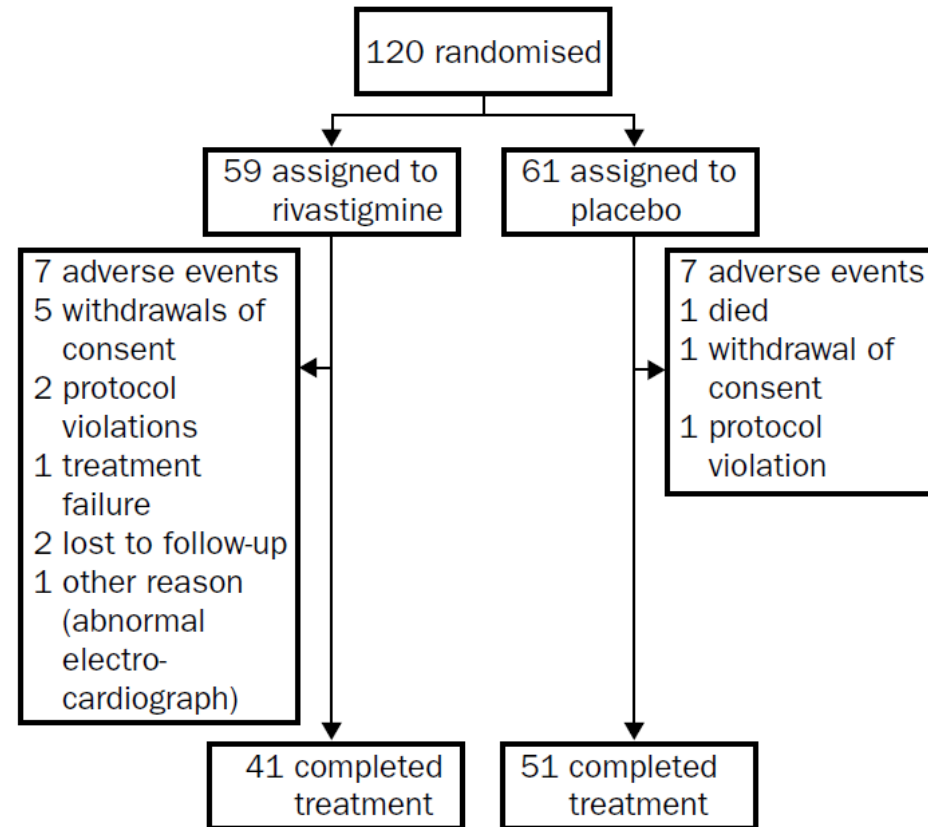 120 randomised
59 assigned to
rivastigmine
61 assigned to
placebo
7 adverse events
5 withdrawals of
consent
2 protocol
violations
1 treatment
failure
2 lost to follow-up
1 other reason
(abnormal
electro-
cardiograph)
7 adverse events
1 died
1 withdrawal of
consent
1 protocol
violation
41 completed
treatment
51 completed
treatment